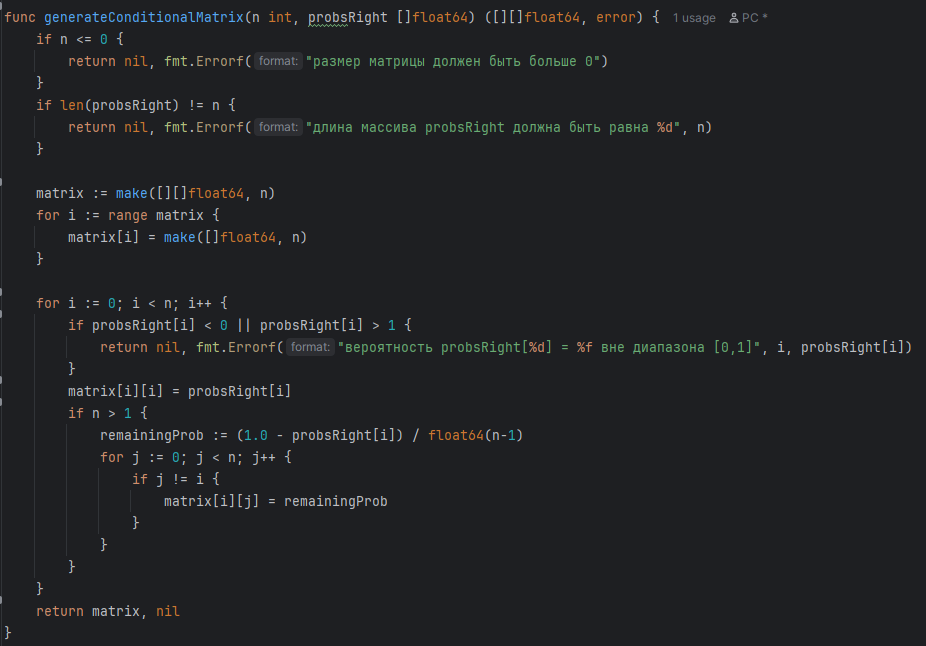 func generateConditionalMatrix(n int, probsRight []float64) ([][]float64, error) { 1 usage PC *
    if n <= 0 {
        return nil, fmt.Errorf( format: "размер матрицы должен быть больше 0")
    }
    if len(probsRight) != n {
        return nil, fmt.Errorf( format: "длина массива probsRight должна быть равна %d", n)
    }

    matrix := make([][]float64, n)
    for i := range matrix {
        matrix[i] = make([]float64, n)
    }

    for i := 0; i < n; i++ {
        if probsRight[i] < 0 || probsRight[i] > 1 {
            return nil, fmt.Errorf( format: "вероятность probsRight[%d] = %f вне диапазона [0,1]", i, probsRight[i])
        }
        matrix[i][i] = probsRight[i]
        if n > 1 {
            remainingProb := (1.0 - probsRight[i]) / float64(n-1)
            for j := 0; j < n; j++ {
                if j != i {
                    matrix[i][j] = remainingProb
                }
            }
        }
    }
    return matrix, nil
}